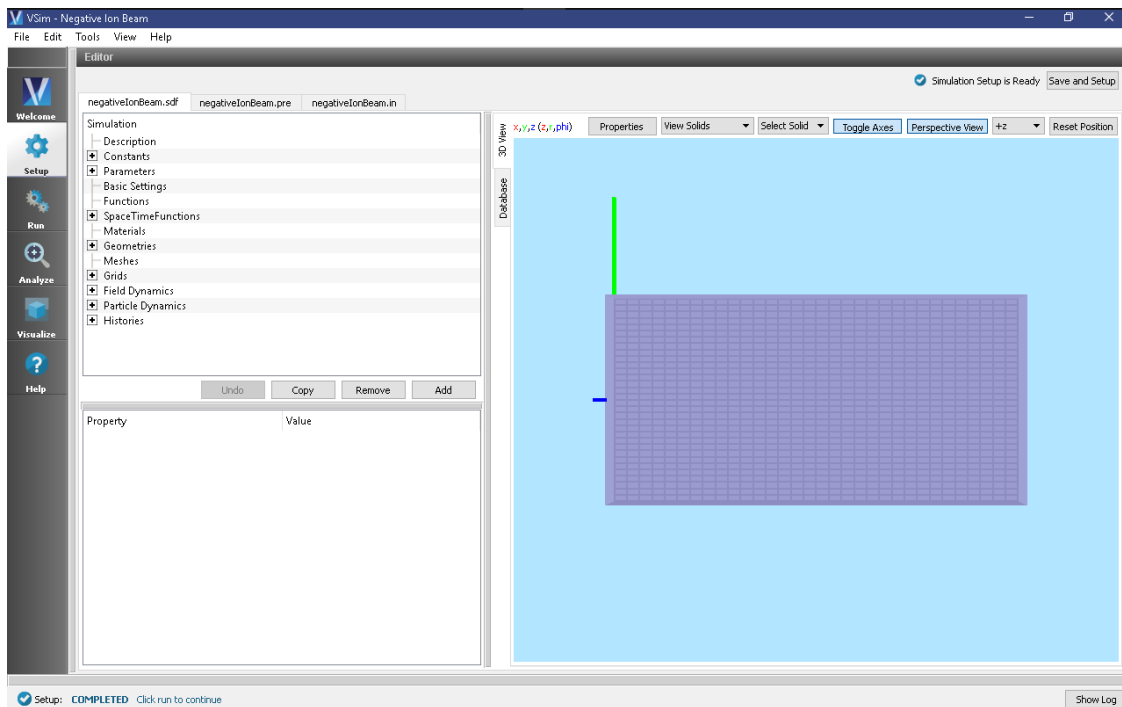 VSim - Negative Ion Beam
File Edit Tools View Help
Editor
Simulation Setup is Ready Save and Setup
negativeIonBeam.sdf negativeIonBeam.pre negativeIonBeam.in
Welcome
Setup
Run
Analyze
Visualize
Help
Simulation
Description
Constants
Parameters
Basic Settings
Functions
SpaceTimeFunctions
Materials
Geometries
Meshes
Grids
Field Dynamics
Particle Dynamics
Histories
Undo Copy Remove Add
Property Value
3D View
Database
x,y,z (z,r,phi) Properties View Solids Select Solid Toggle Axes Perspective View +z Reset Position
Setup: COMPLETED Click run to continue
Show Log